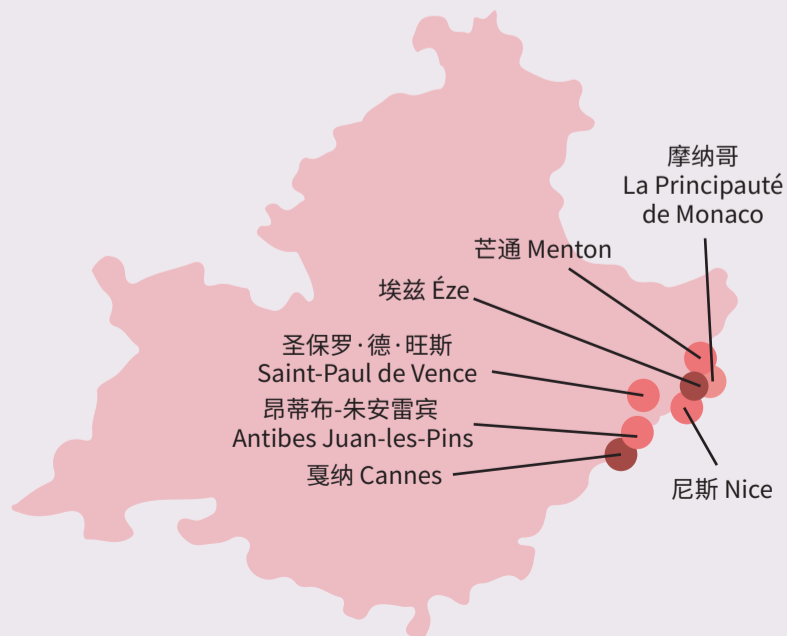 摩纳哥
La Principauté
de Monaco
芒通 Menton
埃兹 Éze
圣保罗·德·旺斯
Saint-Paul de Vence
昂蒂布-朱安雷宾
Antibes Juan-les-Pins
戛纳 Cannes
尼斯 Nice